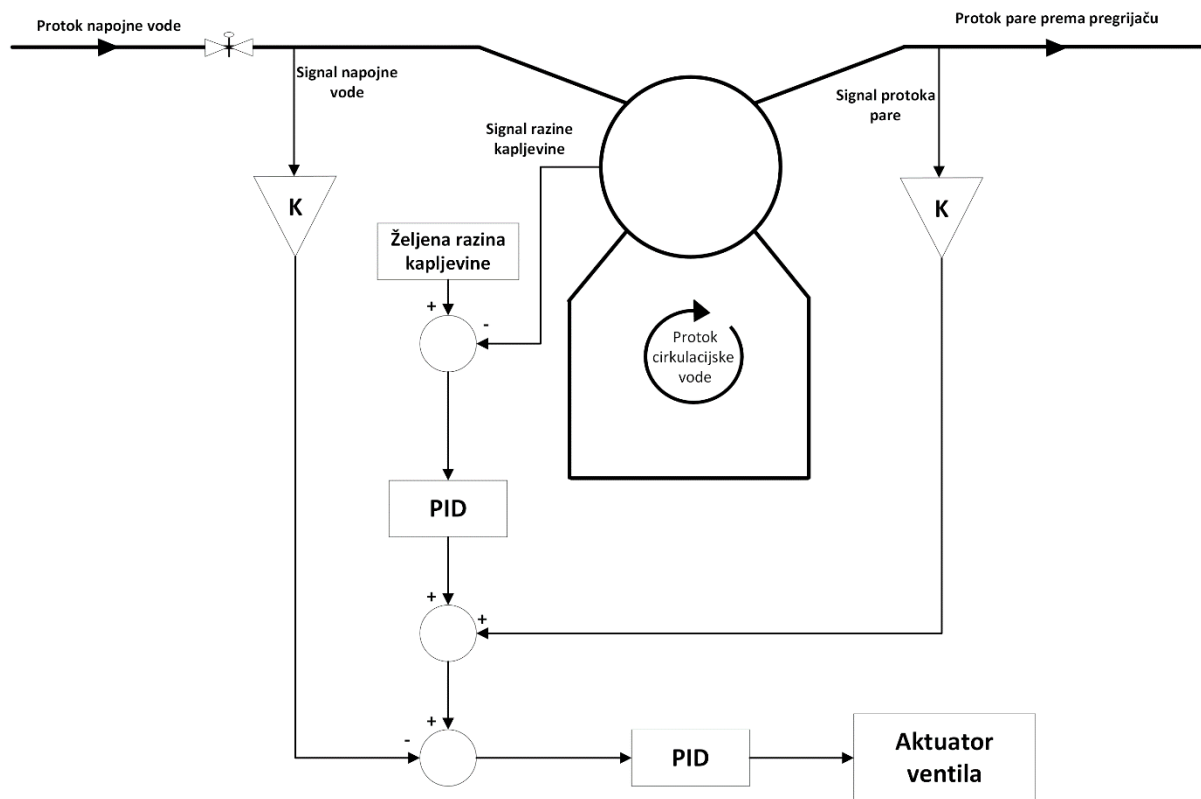 Protok napojne vode
Protok pare prema pregrijaču
Signal napojne
vode
Signal protoka
pare
Signal razine
kapljevine
K
K
Željena razina
kapljevine
+
-
Protok
cirkulacijske
vode
PID
+
+
+
-
PID
Aktuator
ventila